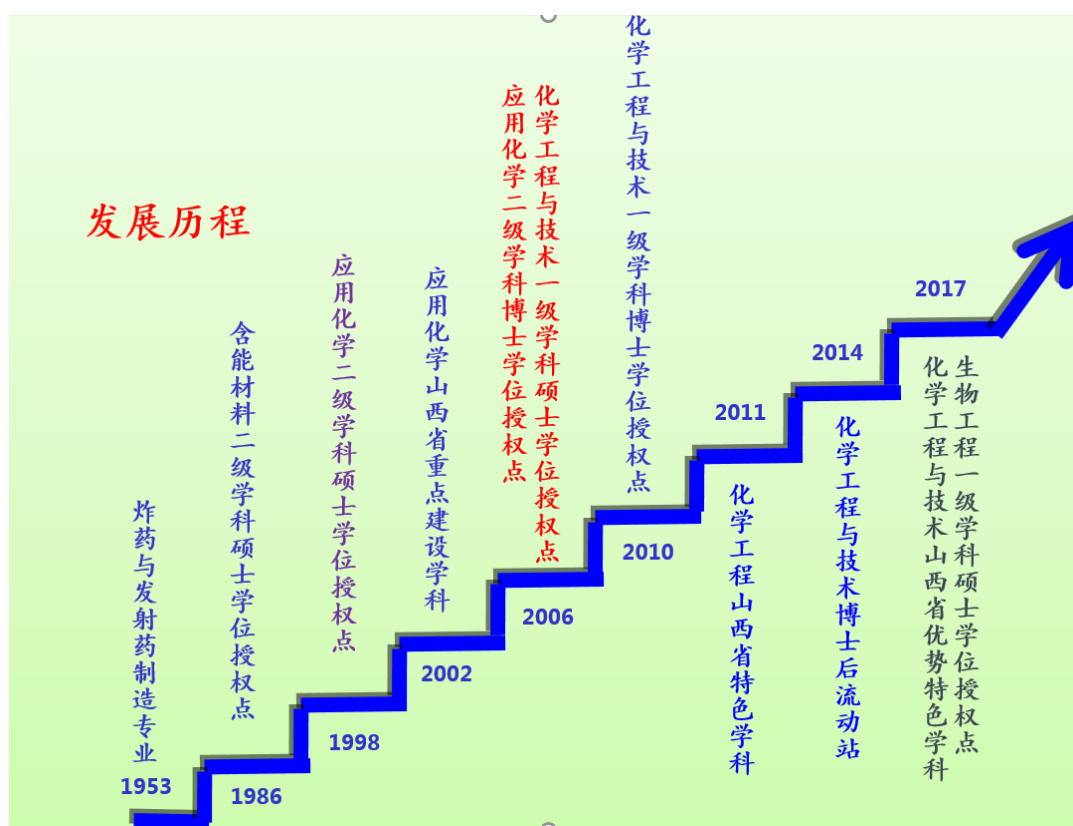 发展历程
炸药与发射药制造专业
1953
含能材料二级学科硕士学位授权点
1986
应用化学二级学科硕士学位授权点
1998
应用化学山西省重点建设学科
2002
应用化学二级学科博士学位授权点
化学工程与技术一级学科硕士学位授权点
2006
化学工程与技术一级学科博士学位授权点
2010
2011
化学工程山西省特色学科
2014
化学工程与技术博士后流动站
2017
化学工程与技术山西省优势特色学科
生物工程一级学科硕士学位授权点